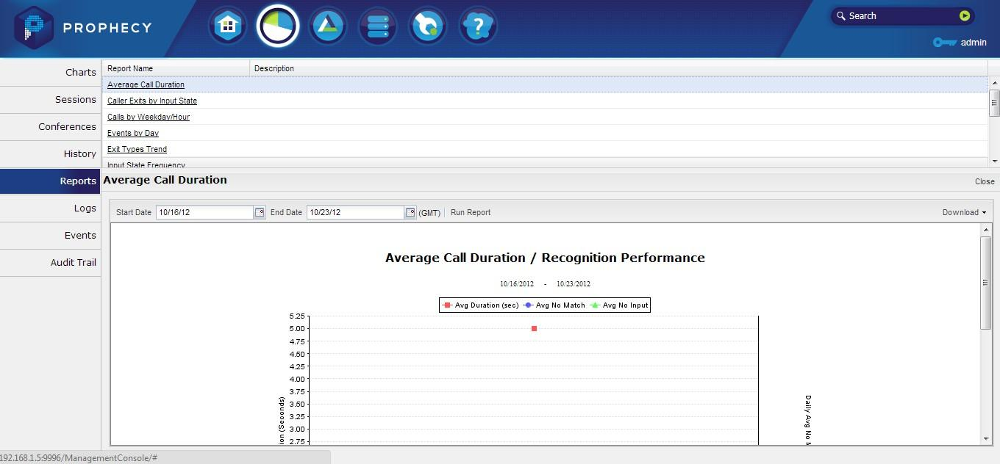 PROPHECY
Search
admin
Charts
Sessions
Conferences
History
Reports
Logs
Events
Audit Trail
Report Name Description
Average Call Duration
Caller Exits by Input State
Calls by Weekday/Hour
Events by Day
Exit Types Trend
Input State Frequency
Average Call Duration Close
Start Date 10/16/12 End Date 10/23/12 (GMT) Run Report Download
Average Call Duration / Recognition Performance
10/16/2012 - 10/23/2012
Avg Duration (sec) Avg No Match Avg No Input
5.25
5.00
4.75
4.50
4.25
4.00
3.75
3.50
3.25
3.00
2.75
(Seconds)
Daily Avg No
192.168.1.5:9996/ManagementConsole/#